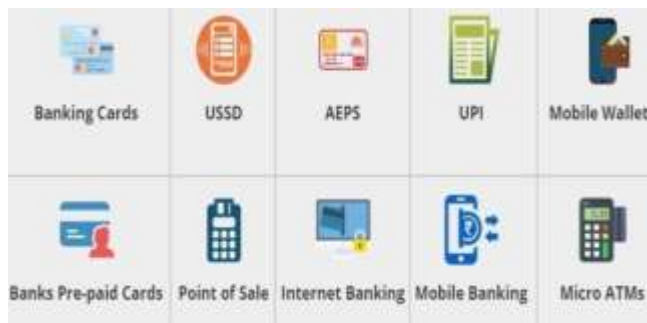 Banking Cards
USSD
AEPS
UPI
Mobile Wallet
Banks Pre-paid Cards
Point of Sale
Internet Banking
Mobile Banking
Micro ATMs